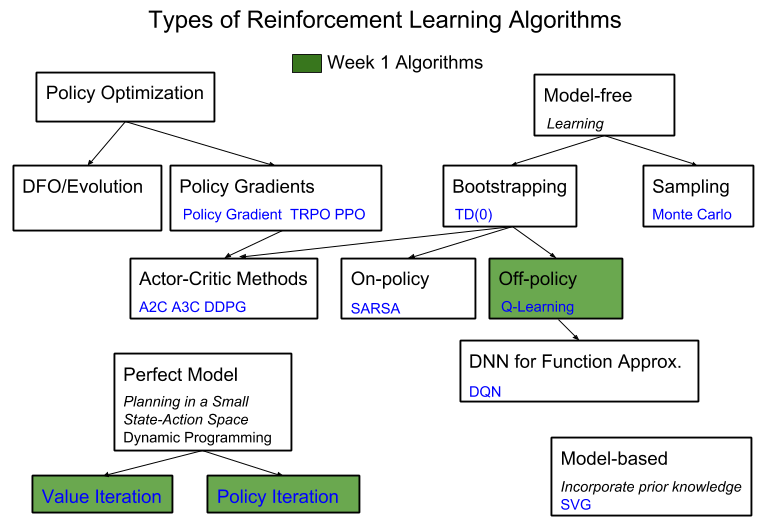 Types of Reinforcement Learning Algorithms
Week 1 Algorithms
Policy Optimization
Model-free
Learning
DFO/Evolution
Policy Gradients
Policy Gradient TRPO PPO
Bootstrapping
TD(0)
Sampling
Monte Carlo
Actor-Critic Methods
A2C A3C DDPG
On-policy
SARSA
Off-policy
Q-Learning
DNN for Function Approx.
DQN
Perfect Model
Planning in a Small
State-Action Space
Dynamic Programming
Value Iteration
Policy Iteration
Model-based
Incorporate prior knowledge
SVG